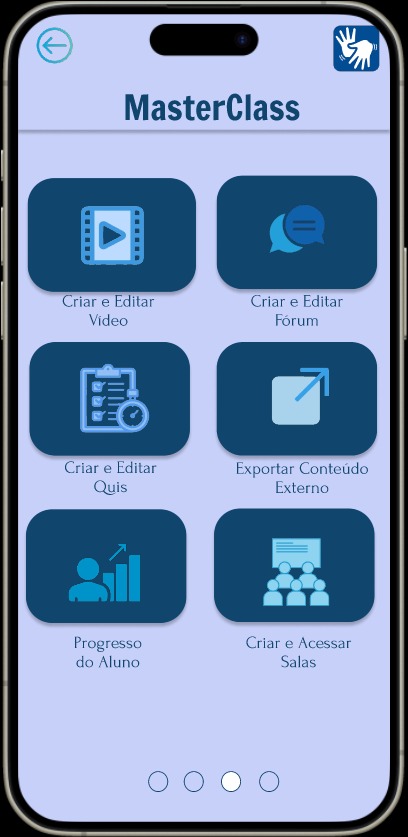 MasterClass
Criar e Editar
Vídeo
Criar e Editar
Fórum
Criar e Editar
Quis
Exportar Conteúdo
Externo
Progresso
do Aluno
Criar e Acessar
Salas